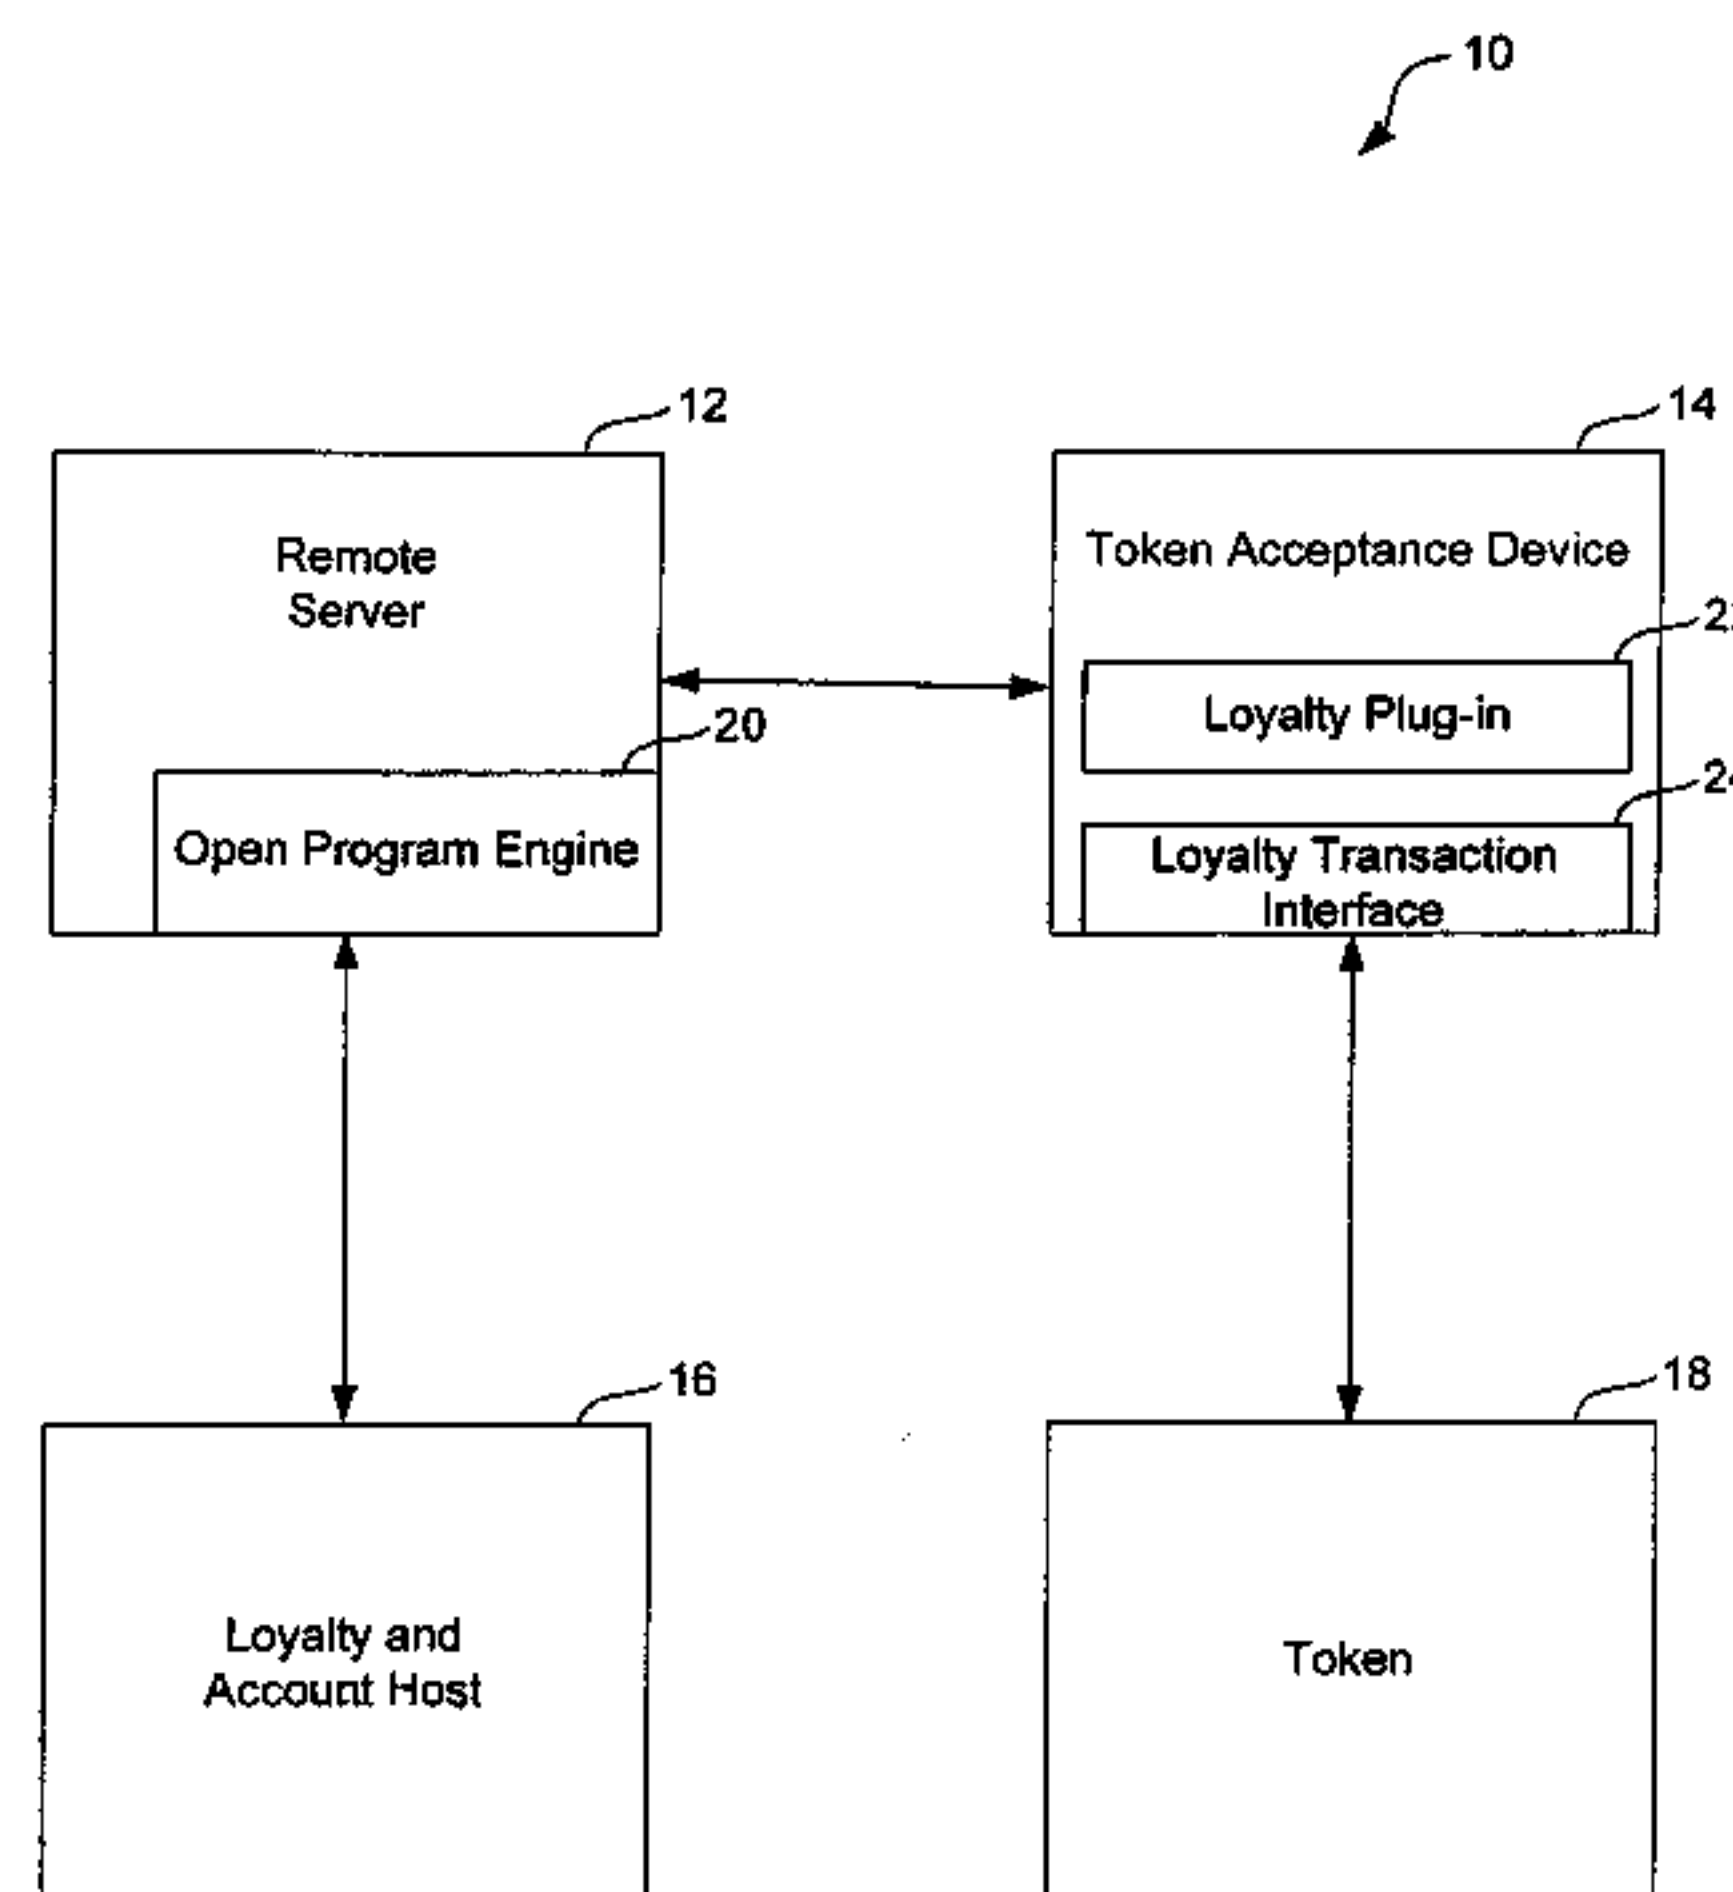 10
12
14
Remote
Server
Token Acceptance Device
Loyalty Plug-in
20
Open Program Engine
Loyalty Transaction
Interface
16
18
Loyalty and
Account Host
Token